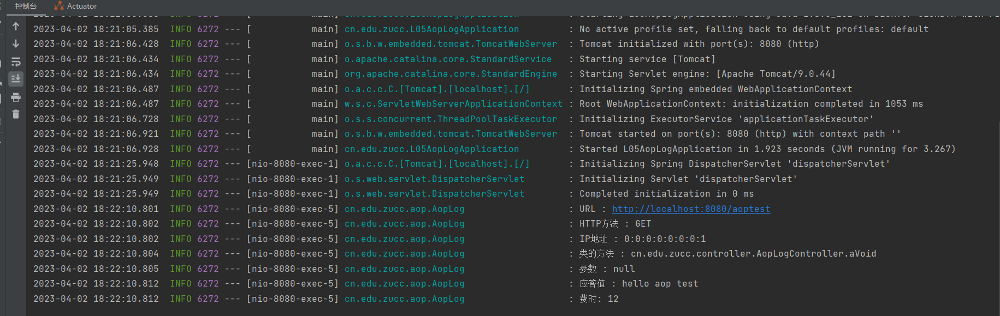 控制台 Actuator
2023-04-02 18:21:05.385  INFO 6272 --- [           main] cn.edu.zucc.L05AopLogApplication         : No active profile set, falling back to default profiles: default
2023-04-02 18:21:06.428  INFO 6272 --- [           main] o.s.b.w.embedded.tomcat.TomcatWebServer  : Tomcat initialized with port(s): 8080 (http)
2023-04-02 18:21:06.434  INFO 6272 --- [           main] o.apache.catalina.core.StandardService   : Starting service [Tomcat]
2023-04-02 18:21:06.434  INFO 6272 --- [           main] org.apache.catalina.core.StandardEngine  : Starting Servlet engine: [Apache Tomcat/9.0.44]
2023-04-02 18:21:06.487  INFO 6272 --- [           main] o.a.c.c.C.[Tomcat].[localhost].[/]       : Initializing Spring embedded WebApplicationContext
2023-04-02 18:21:06.487  INFO 6272 --- [           main] w.s.c.ServletWebServerApplicationContext : Root WebApplicationContext: initialization completed in 1053 ms
2023-04-02 18:21:06.728  INFO 6272 --- [           main] o.s.s.concurrent.ThreadPoolTaskExecutor  : Initializing ExecutorService 'applicationTaskExecutor'
2023-04-02 18:21:06.921  INFO 6272 --- [           main] o.s.b.w.embedded.tomcat.TomcatWebServer  : Tomcat started on port(s): 8080 (http) with context path ''
2023-04-02 18:21:06.928  INFO 6272 --- [           main] cn.edu.zucc.L05AopLogApplication         : Started L05AopLogApplication in 1.923 seconds (JVM running for 3.267)
2023-04-02 18:21:25.948  INFO 6272 --- [nio-8080-exec-1] o.a.c.c.C.[Tomcat].[localhost].[/]       : Initializing Spring DispatcherServlet 'dispatcherServlet'
2023-04-02 18:21:25.949  INFO 6272 --- [nio-8080-exec-1] o.s.web.servlet.DispatcherServlet        : Initializing Servlet 'dispatcherServlet'
2023-04-02 18:21:25.949  INFO 6272 --- [nio-8080-exec-1] o.s.web.servlet.DispatcherServlet        : Completed initialization in 0 ms
2023-04-02 18:22:10.801  INFO 6272 --- [nio-8080-exec-5] cn.edu.zucc.aop.AopLog                   : URL : http://localhost:8080/aoptest
2023-04-02 18:22:10.802  INFO 6272 --- [nio-8080-exec-5] cn.edu.zucc.aop.AopLog                   : HTTP方法 : GET
2023-04-02 18:22:10.802  INFO 6272 --- [nio-8080-exec-5] cn.edu.zucc.aop.AopLog                   : IP地址 : 0:0:0:0:0:0:0:1
2023-04-02 18:22:10.804  INFO 6272 --- [nio-8080-exec-5] cn.edu.zucc.aop.AopLog                   : 类的方法 : cn.edu.zucc.controller.AopLogController.aVoid
2023-04-02 18:22:10.805  INFO 6272 --- [nio-8080-exec-5] cn.edu.zucc.aop.AopLog                   : 参数 : null
2023-04-02 18:22:10.812  INFO 6272 --- [nio-8080-exec-5] cn.edu.zucc.aop.AopLog                   : 应答值 : hello aop test
2023-04-02 18:22:10.812  INFO 6272 --- [nio-8080-exec-5] cn.edu.zucc.aop.AopLog                   : 费时: 12